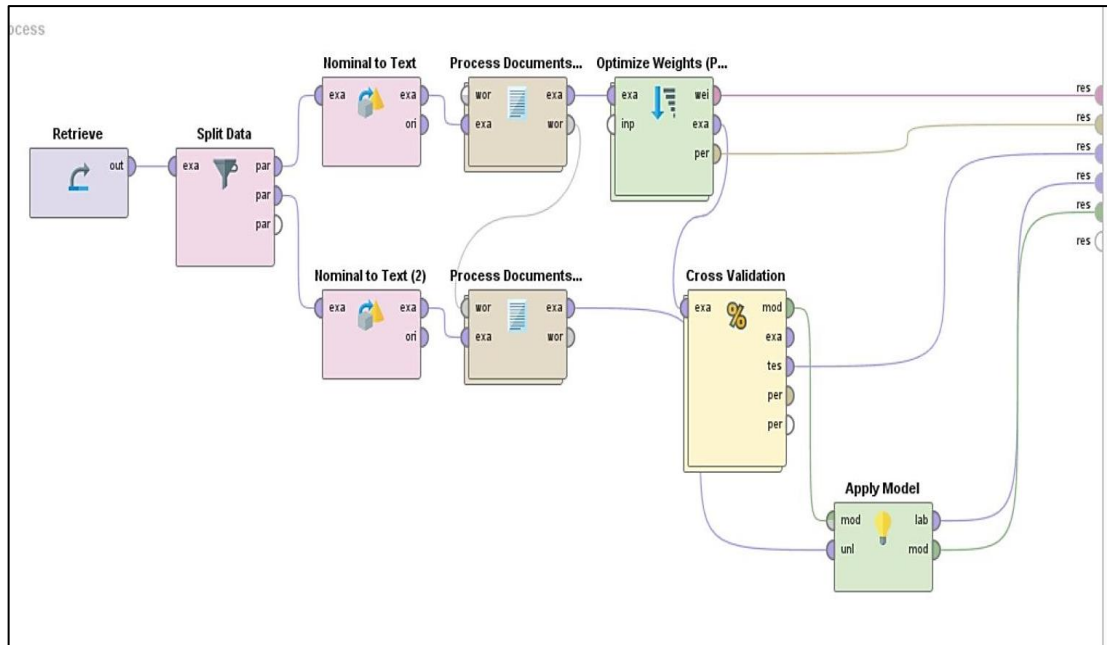 ocess
Nominal to Text
Process Documents...
Optimize Weights (P...
exa
exa
ori
wor
exa
exa
wor
exa
inp
wei
exa
per
res
res
res
res
res
res
Retrieve
out
Split Data
exa
par
par
par
Nominal to Text (2)
Process Documents...
Cross Validation
exa
exa
ori
wor
exa
exa
wor
exa
%
mod
exa
tes
per
per
Apply Model
mod
unl
lab
mod